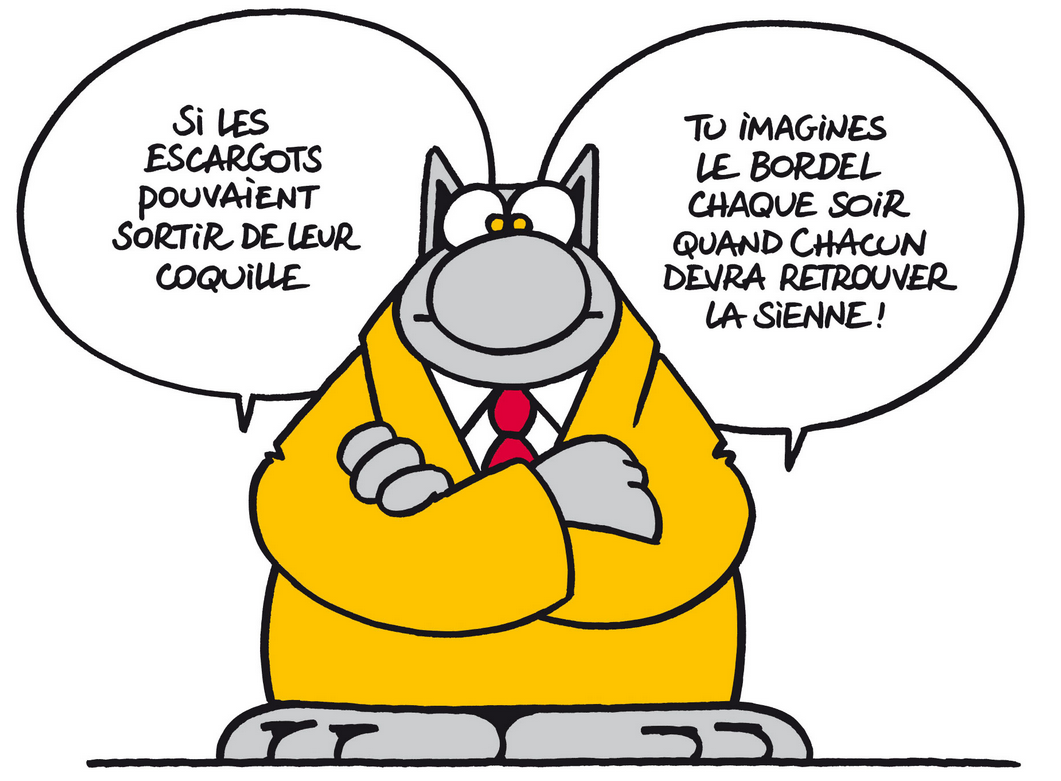 Si LES
ESCARGOTS
POUVAiENT
SORTiR DE LEUR
COQUiLLE
TU iMAGiNES
LE BORDEL
CHAQUE SOiR
QUAND CHACUN
DEVRA RETROUVER
LA SiENNE !